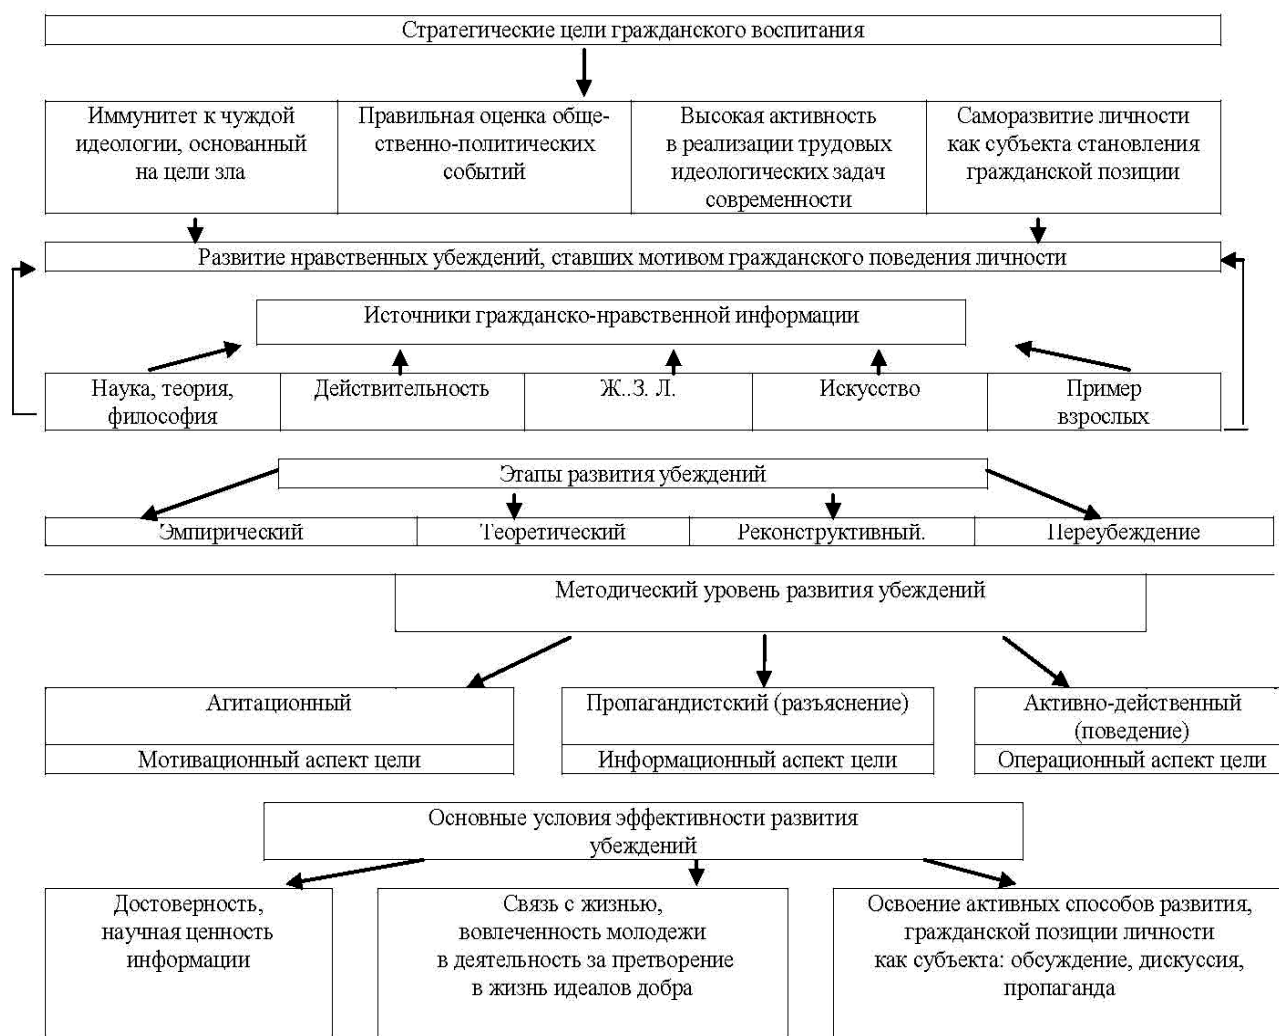 Стратегические цели гражданского воспитания
Иммунитет к чуждой
идеологии, основанный
на цели зла
Правильная оценка обще-
ственно-политических
событий
Высокая активность
в реализации трудовых
идеологических задач
современности
Саморазвитие личности
как субъекта становления
гражданской позиции
Развитие нравственных убеждений, ставших мотивом гражданского поведения личности
Источники гражданско-нравственной информации
Наука, теория,
философия
Действительность
Ж..З. Л.
Искусство
Пример
взрослых
Этапы развития убеждений
Эмпирический
Теоретический
Реконструктивный.
Переубеждение
Методический уровень развития убеждений
Агитационный
Мотивационный аспект цели
Пропагандистский (разъяснение)
Информационный аспект цели
Активно-действенный
(поведение)
Операционный аспект цели
Основные условия эффективности развития
убеждений
Достоверность,
научная ценность
информации
Связь с жизнью,
вовлеченность молодежи
в деятельность за претворение
в жизнь идеалов добра
Освоение активных способов развития,
гражданской позиции личности
как субъекта: обсуждение, дискуссия,
пропаганда